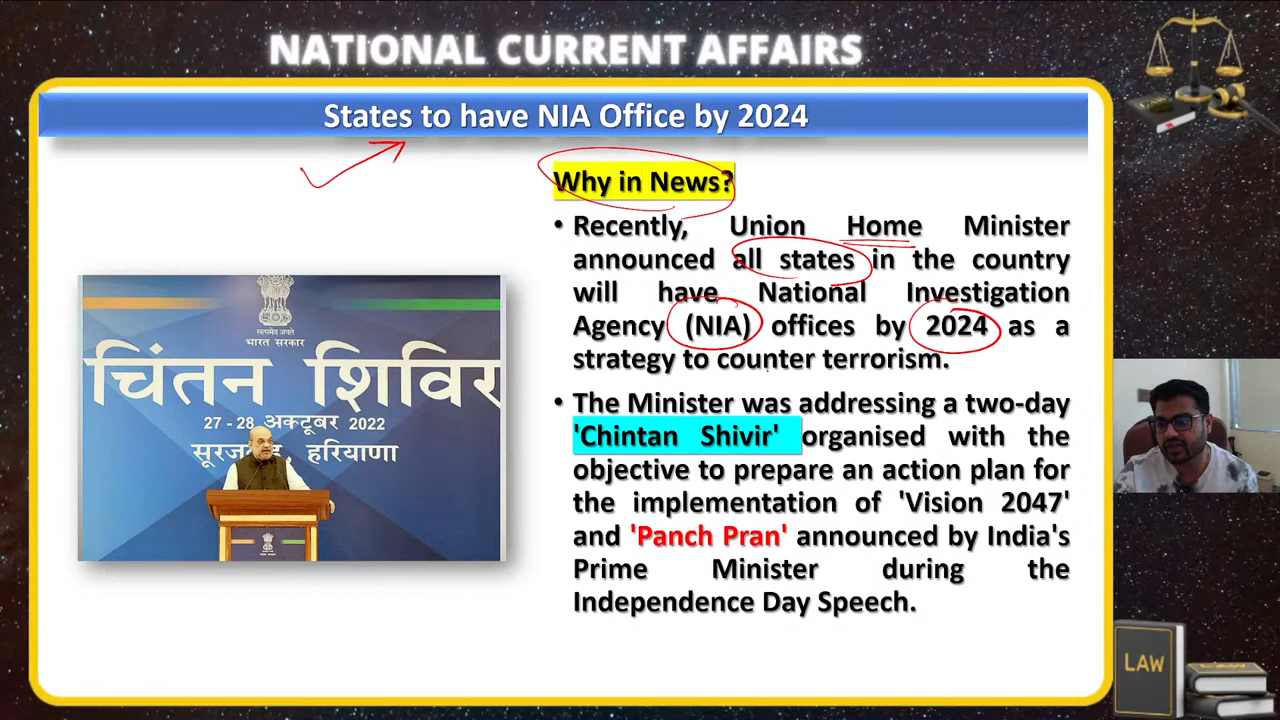 NATIONAL CURRENT AFFAIRS
States to have NIA Office by 2024
Why in News?
• Recently, Union Home Minister
announced all states in the country
will have National Investigation
Agency (NIA) offices by 2024 as a
strategy to counter terrorism.
• The Minister was addressing a two-day
'Chintan Shivir' organised with the
objective to prepare an action plan for
the implementation of 'Vision 2047'
and 'Panch Pran' announced by India's
Prime Minister during the
Independence Day Speech.
सत्यमेव जयते
भारत सरकार
चिंतन शिविर
27-28 अक्टूबर 2022
हरियाणा
LAW